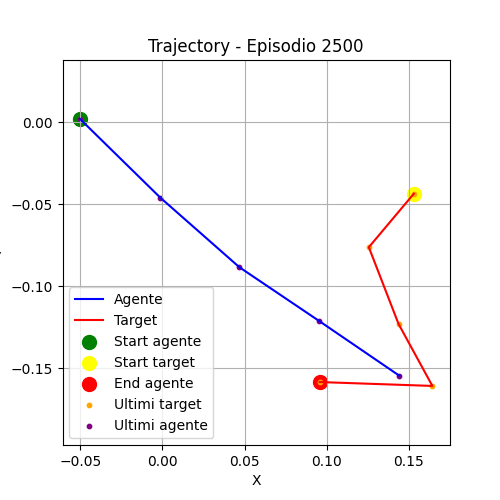 Trajectory - Episodio 2500
0.00
−0.05
−0.10
−0.15
Agente
Target
Start agente
Start target
End agente
Ultimi target
Ultimi agente
−0.05
0.00
0.05
0.10
0.15
X